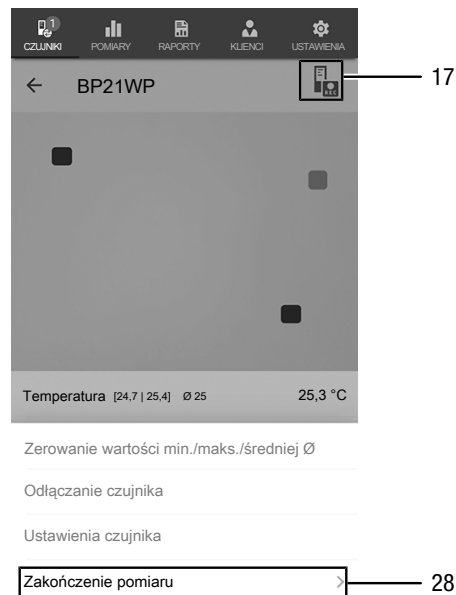 1
CZUJNIKI POMIARY RAPORTY KLIENCI USTAWIENIA
BP21WP
REC
17
Temperatura [24,7 | 25,4] Ø 25 25,3 °C
Zerowanie wartości min./maks./średniej Ø
Odłączanie czujnika
Ustawienia czujnika
Zakończenie pomiaru
28